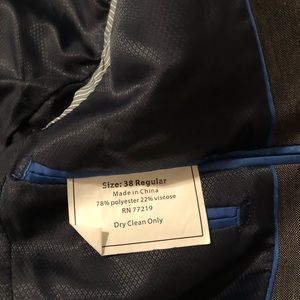 Size: 38 Regular
Made in China
78% polyester 22% viscose
RN 77219
Dry Clean Only